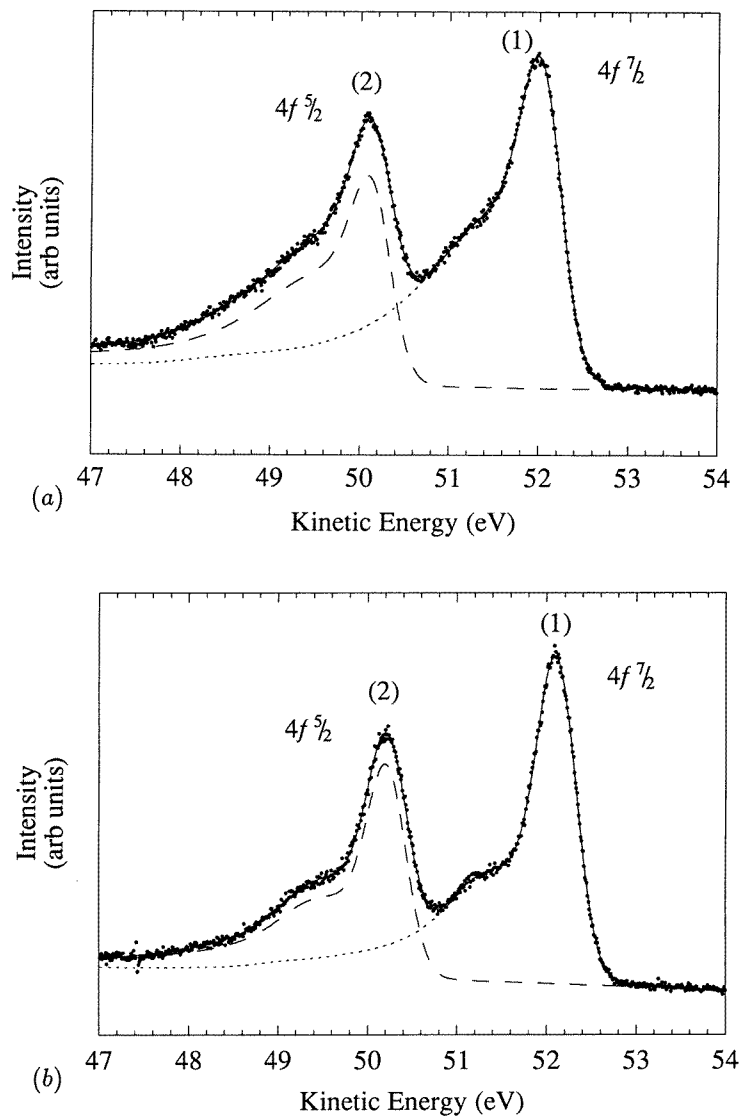 (1)
(2)
4f 7/2
4f 5/2
Intensity
(arb units)
47 48 49 50 51 52 53 54
(a)
Kinetic Energy (eV)
(1)
(2)
4f 7/2
4f 5/2
Intensity
(arb units)
47 48 49 50 51 52 53 54
(b)
Kinetic Energy (eV)